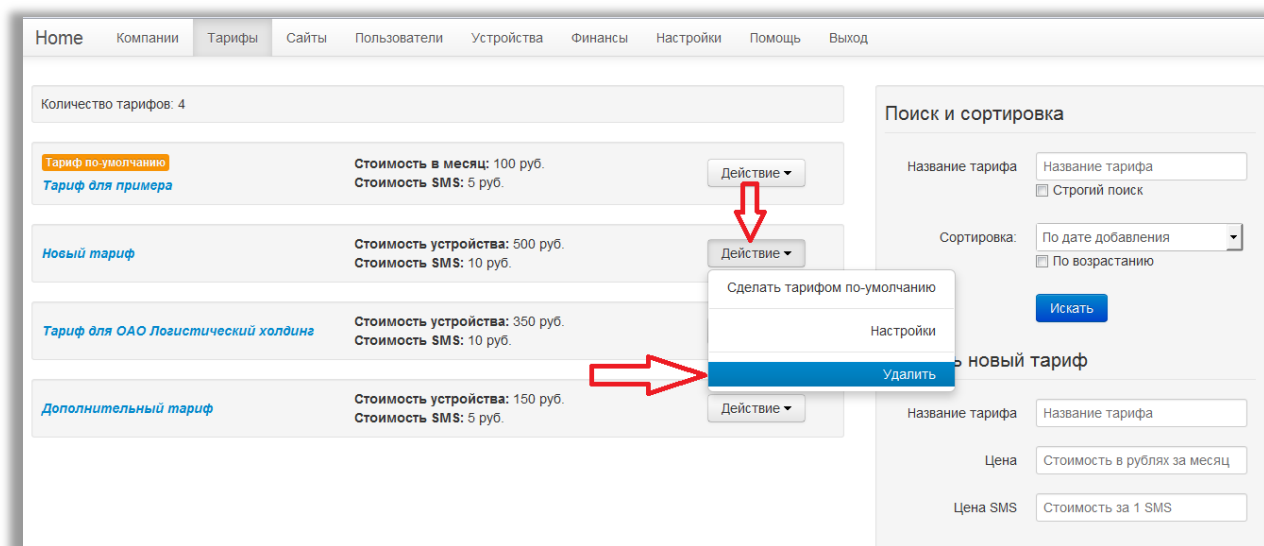 Home Компании Тарифы Сайты Пользователи Устройства Финансы Настройки Помощь Выход
Количество тарифов: 4
Тариф по-умолчанию
Тариф для примера
Стоимость в месяц: 100 руб.
Стоимость SMS: 5 руб.
Действие
Новый тариф
Стоимость устройства: 500 руб.
Стоимость SMS: 10 руб.
Действие
Сделать тарифом по-умолчанию
Настройки
Удалить
Тариф для ОАО Логистический холдинг
Стоимость устройства: 350 руб.
Стоимость SMS: 10 руб.
Дополнительный тариф
Стоимость устройства: 150 руб.
Стоимость SMS: 5 руб.
Действие
Поиск и сортировка
Название тарифа Название тарифа
Строгий поиск
Сортировка: По дате добавления
По возрастанию
Искать
новый тариф
Название тарифа Название тарифа
Цена Стоимость в рублях за месяц
Цена SMS Стоимость за 1 SMS